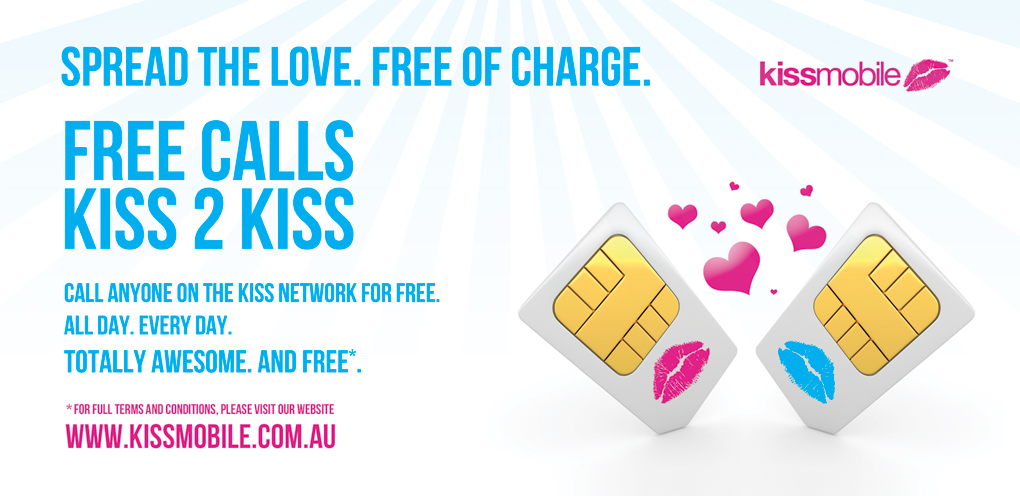 SPREAD THE LOVE. FREE OF CHARGE.
kissmobile™
FREE CALLS
KISS 2 KISS
CALL ANYONE ON THE KISS NETWORK FOR FREE.
ALL DAY. EVERY DAY.
TOTALLY AWESOME. AND FREE*.
* FOR FULL TERMS AND CONDITIONS, PLEASE VISIT OUR WEBSITE
WWW.KISSMOBILE.COM.AU